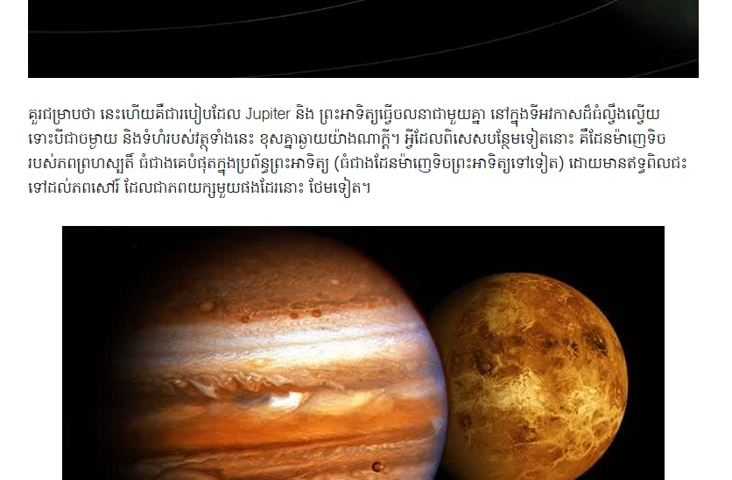 គួរជម្រាបថា នេះហើយគឺជារបៀបដែល Jupiter និង ព្រះអាទិត្យធ្វើចលនាជាមួយគ្នា នៅក្នុងទីអវកាសដ៏ធំល្វឹងល្វើយ
ទោះបីជាចម្ងាយ និងទំហំរបស់វត្ថុទាំងនេះ ខុសគ្នាឆ្ងាយយ៉ាងណាក្តី។ អ្វីដែលពិសេសបន្ថែមទៀតនោះ គឺដែនម៉ាញេទិច
របស់ភពព្រហស្បតិ៍ ធំជាងគេបំផុតក្នុងប្រព័ន្ធព្រះអាទិត្យ (ធំជាងដែនម៉ាញេទិចព្រះអាទិត្យទៅទៀត) ដោយមានឥទ្ធពិលជះ
ទៅដល់ភពសៅរ៍ ដែលជាភពយក្សមួយផងដែរនោះ ថែមទៀត។